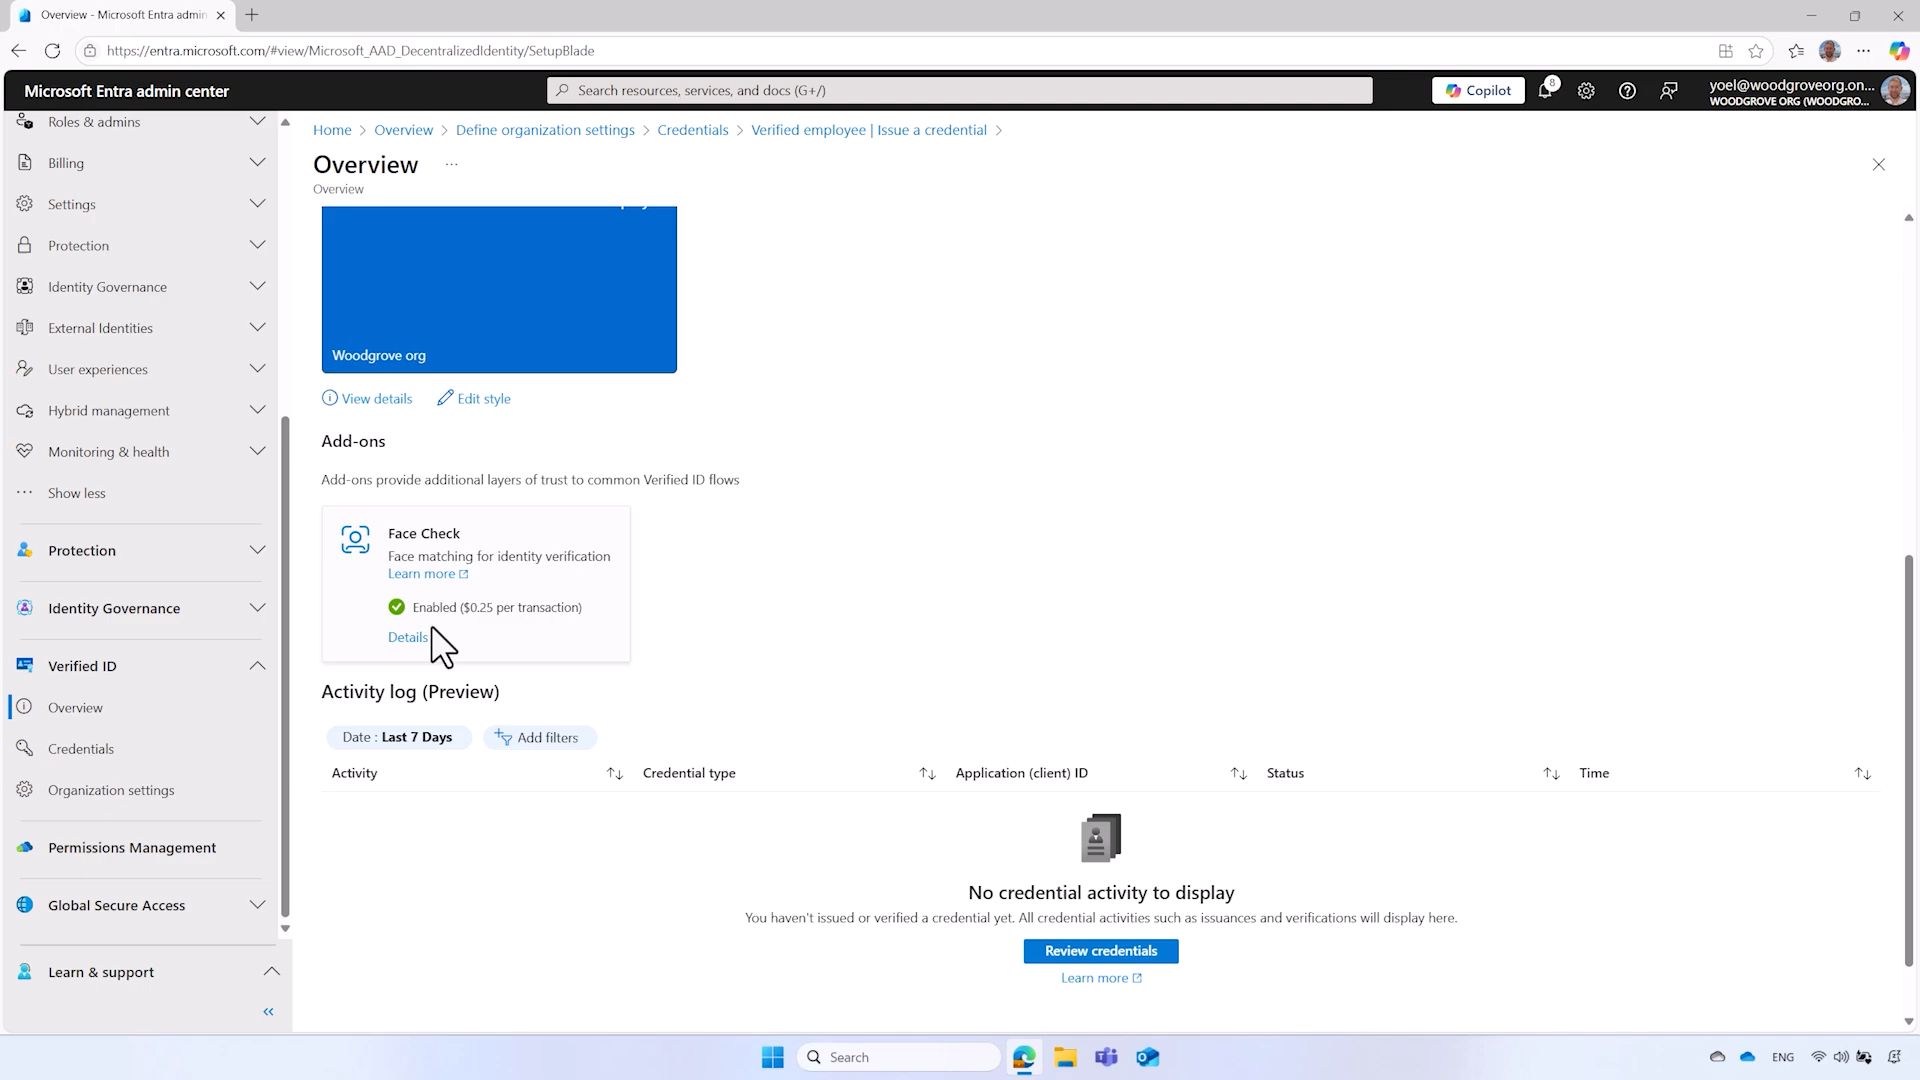 Overview - Microsoft Entra admin
https://entra.microsoft.com/#view/Microsoft_AAD_DecentralizedIdentity/SetupBlade
Microsoft Entra admin center
Search resources, services, and docs (G+/)
Copilot
8
yoel@woodgroveorg.on...
WOODGROVE ORG (WOODGRO...
Roles & admins
Billing
Settings
Protection
Identity Governance
External Identities
User experiences
Hybrid management
Monitoring & health
Show less
Protection
Identity Governance
Verified ID
Overview
Credentials
Organization settings
Permissions Management
Global Secure Access
Learn & support
Home > Overview > Define organization settings > Credentials > Verified employee | Issue a credential >
Overview ...
Overview
Woodgrove org
View details Edit style
Add-ons
Add-ons provide additional layers of trust to common Verified ID flows
Face Check
Face matching for identity verification
Learn more
Enabled ($0.25 per transaction)
Details
Activity log (Preview)
Date : Last 7 Days Add filters
Activity Credential type Application (client) ID Status Time
No credential activity to display
You haven't issued or verified a credential yet. All credential activities such as issuances and verifications will display here.
Review credentials
Learn more
Search
ENG